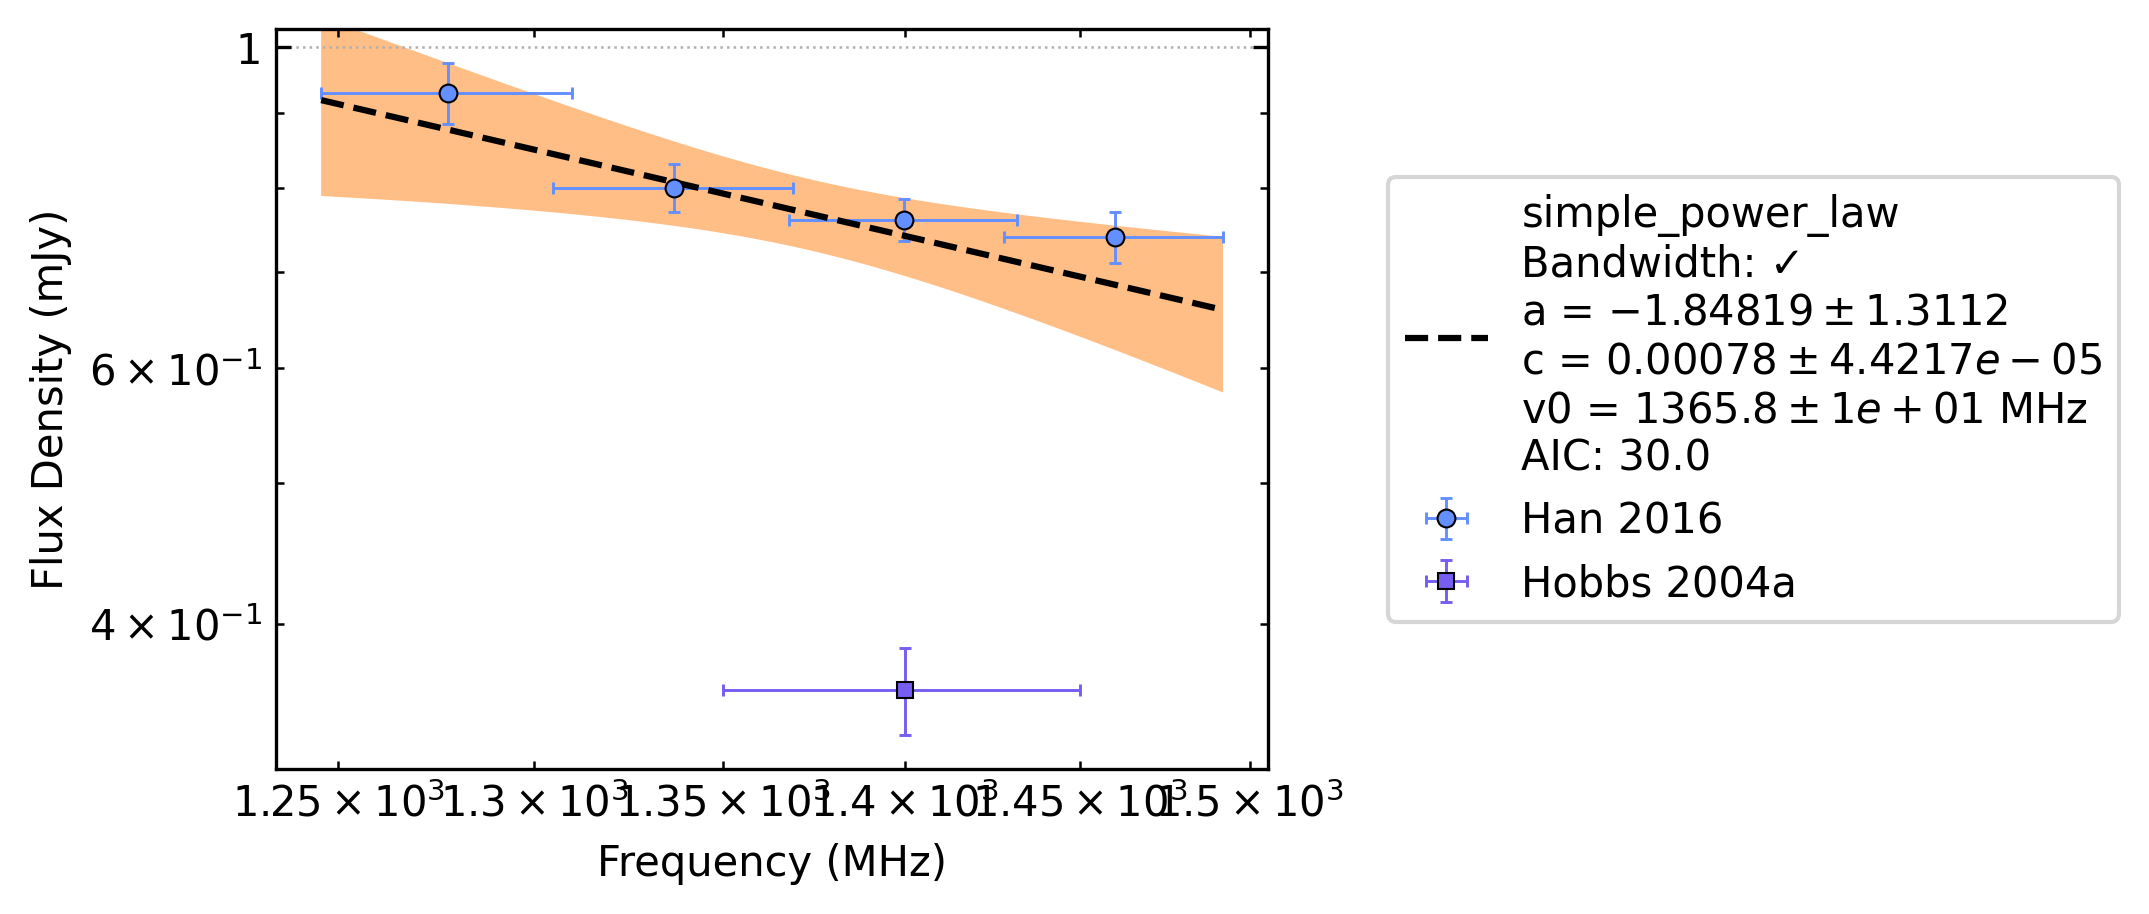 1
6 × 10⁻¹
4 × 10⁻¹
Flux Density (mJy)
1.25 × 10³ 1.3 × 10³ 1.35 × 10³ 1.4 × 10³ 1.45 × 10³ 1.5 × 10³
Frequency (MHz)
simple_power_law
Bandwidth: ✓
a = −1.84819 ± 1.3112
c = 0.00078 ± 4.4217e − 05
v0 = 1365.8 ± 1e + 01 MHz
AIC: 30.0
Han 2016
Hobbs 2004a